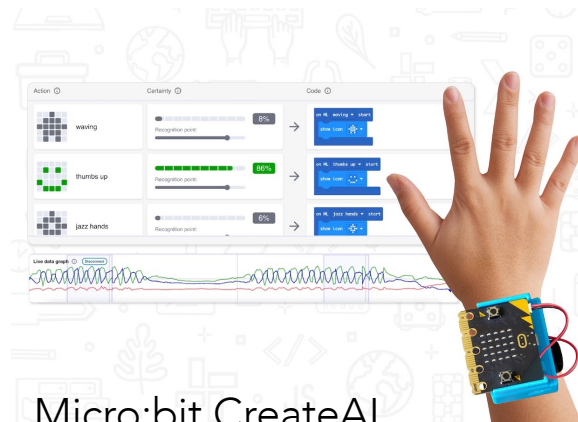 Action Certainty Code
waving
8%
Recognition point:
on ML waving start
show icon
thumbs up
86%
Recognition point:
on ML thumbs up start
show icon
jazz hands
6%
Recognition point:
on ML jazz hands start
show icon
Live data graph Disconnect
Micro:bit CreateAI